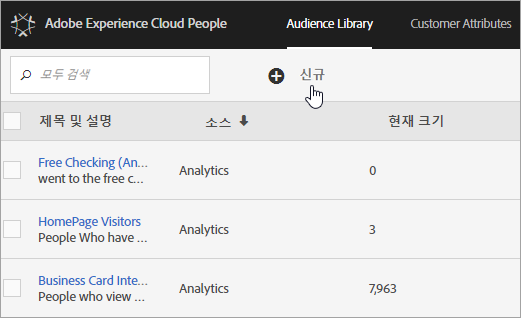 Adobe Experience Cloud People Audience Library Customer Attributes
모두 검색 신규
제목 및 설명 소스 현재 크기
Free Checking (An... 
went to the free c... Analytics 0
HomePage Visitors
People Who have ... Analytics 3
Business Card Inte...
People who view ... Analytics 7,963